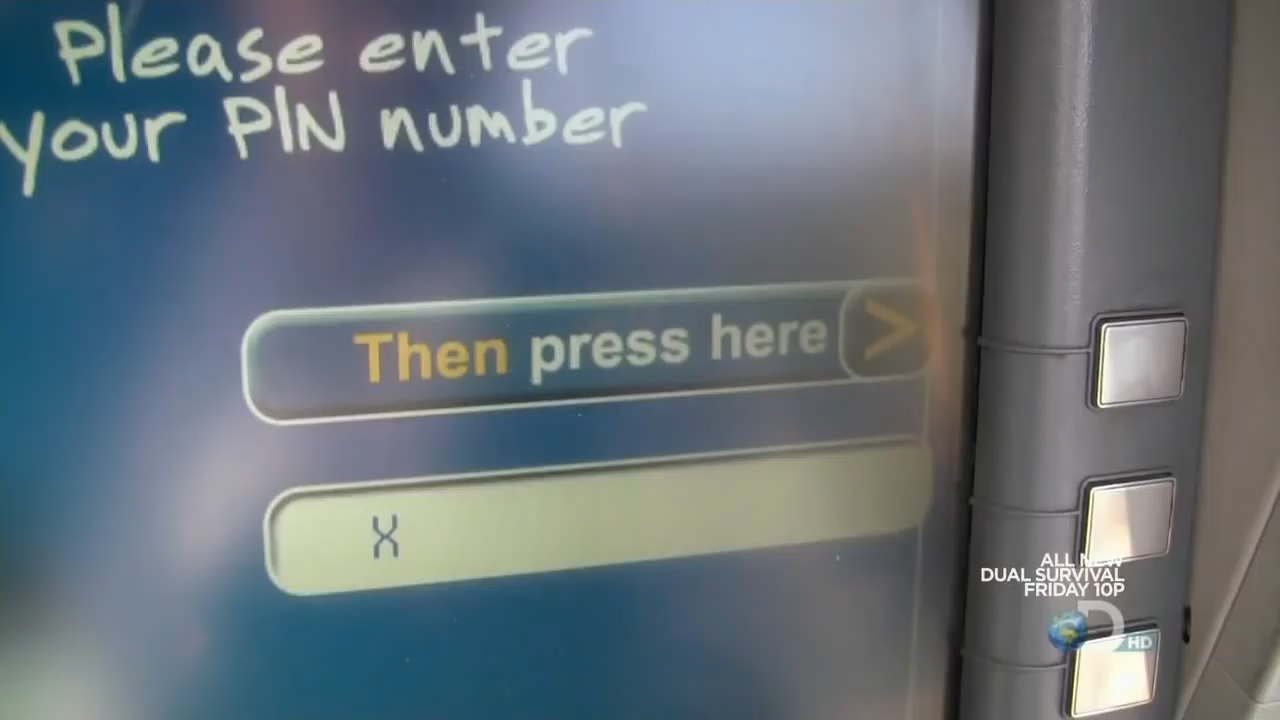 Please enter
your PIN number
Then press here >
X
ALL NEW
DUAL SURVIVAL
FRIDAY 10P
D HD